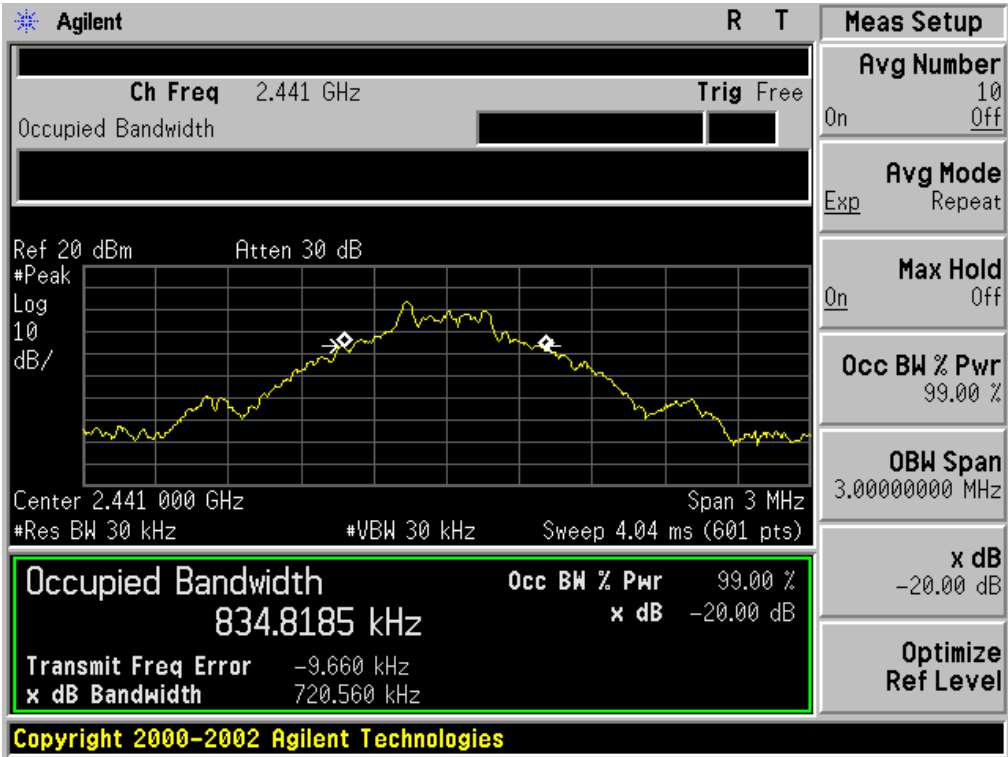 Agilent R T
Ch Freq 2.441 GHz Trig Free
Occupied Bandwidth
Ref 20 dBm Atten 30 dB
#Peak
Log
10
dB/
Center 2.441 000 GHz Span 3 MHz
#Res BW 30 kHz #VBW 30 kHz Sweep 4.04 ms (601 pts)
Occupied Bandwidth Occ BW % Pwr 99.00 %
834.8185 kHz x dB -20.00 dB
Transmit Freq Error -9.660 kHz
x dB Bandwidth 720.560 kHz
Copyright 2000-2002 Agilent Technologies
Meas Setup
Avg Number
10
On Off
Avg Mode
Exp Repeat
Max Hold
On Off
Occ BW % Pwr
99.00 %
OBW Span
3.00000000 MHz
x dB
-20.00 dB
Optimize
Ref Level